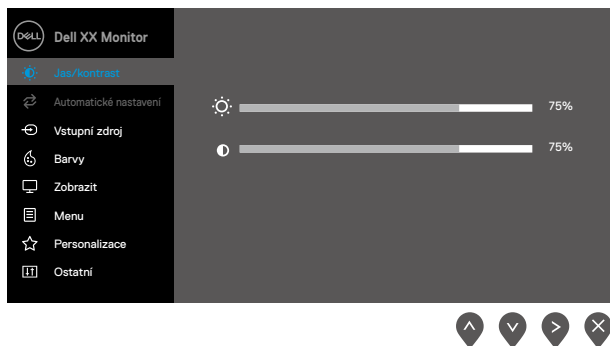 DELL Dell XX Monitor
Jas/kontrast
Automatické nastavení
Vstupní zdroj
Barvy
Zobrazit
Menu
Personalizace
Ostatní
75%
75%